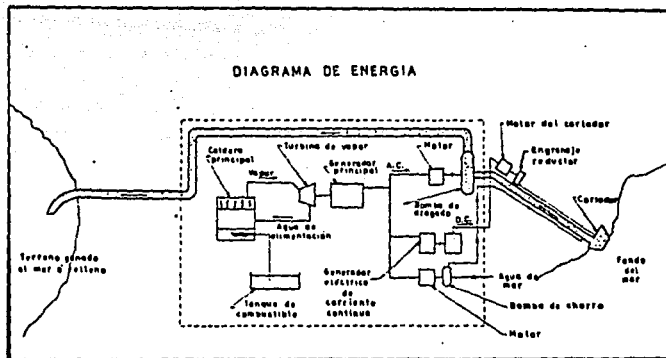 DIAGRAMA DE ENERGIA
Motor del cortador
Engranaje
reductor
Turbina de vapor
Caldera
principal
Vapor
Generador
principal
A.C.
Motor
Cortador
Bomba de
dragado
D.C.
Agua de
alimentación
Terreno ganado
al mar ó relleno
Generador
eléctrico
de
corriente
continua
Agua de
mar
Fondo
del
mar
Tanque de
combustible
Bomba de chorro
Motor